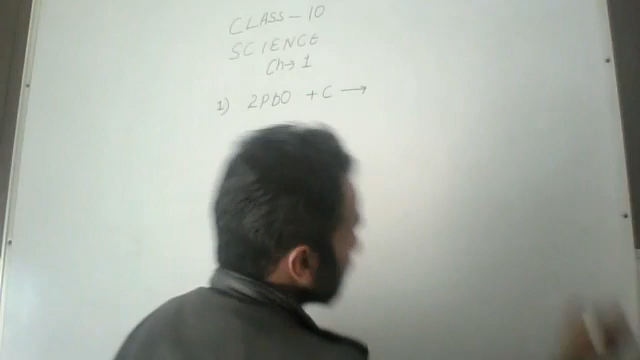 CLASS - 10
SCIENCE
Ch→ 1
1) 2PbO + C →